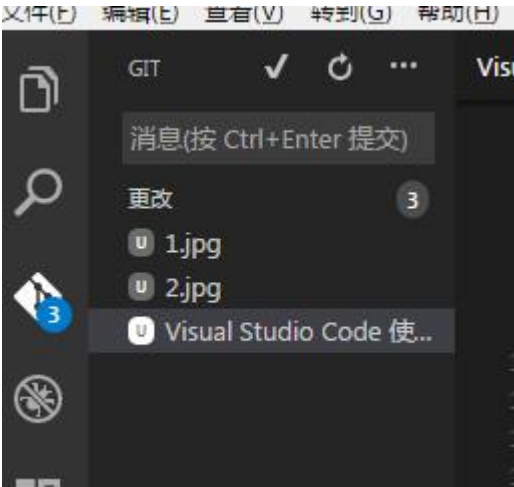 文件(F) 编辑(E) 查看(V) 转到(G) 帮助(H)
GIT
Visu
消息(按 Ctrl+Enter 提交)
更改 3
U 1.jpg
U 2.jpg
3
U Visual Studio Code 使...